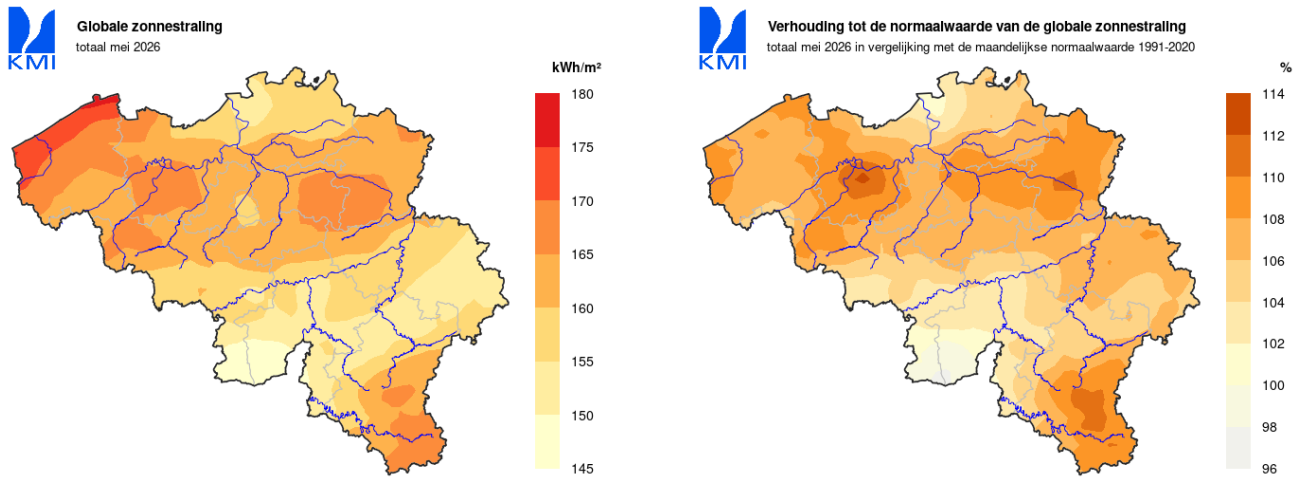 KMI
Globale zonnestraling
totaal mei 2026
kWh/m²
180
175
170
165
160
155
150
145
KMI
Verhouding tot de normaalwaarde van de globale zonnestraling
totaal mei 2026 in vergelijking met de maandelijkse normaalwaarde 1991-2020
%
114
112
110
108
106
104
102
100
98
96